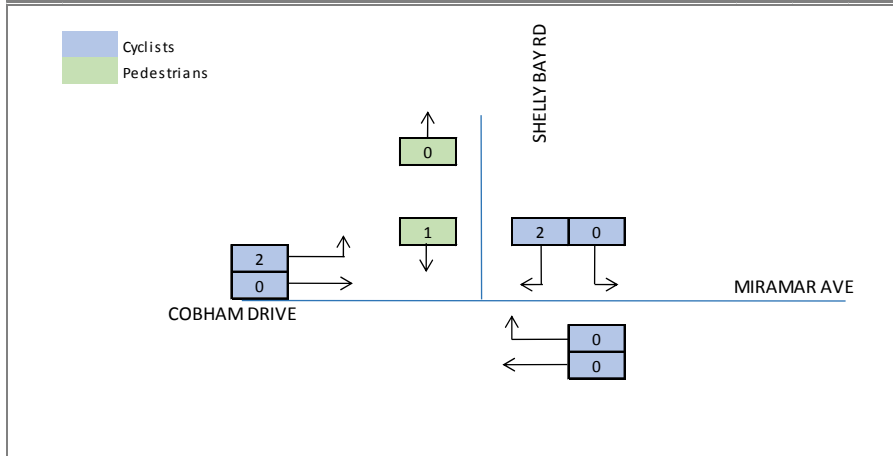 Cyclists
Pedestrians
SHELLY BAY RD
0
1
2 0
2
0
MIRAMAR AVE
COBHAM DRIVE
0
0